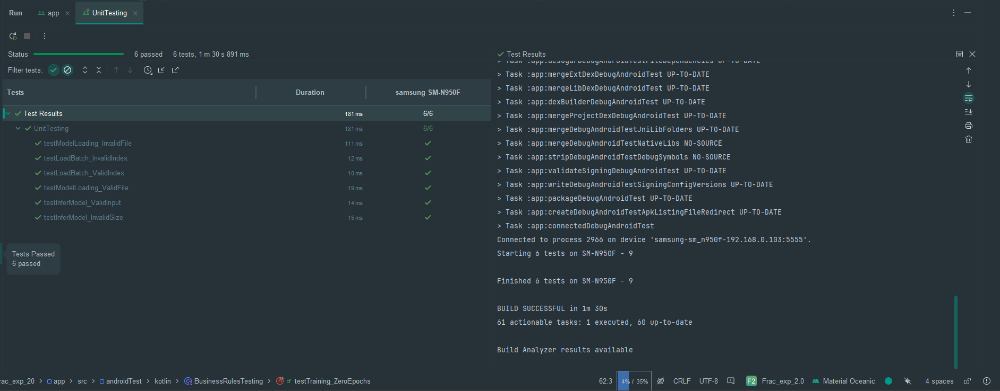 Run app UnitTesting
Status 6 passed 6 tests, 1 m 30 s 891 ms
Filter tests:
Tests Duration samsung SM-N950F
Test Results 181 ms 6/6
UnitTesting 181 ms 6/6
testModelLoading_InvalidFile 111 ms
testLoadBatch_InvalidIndex 12 ms
testLoadBatch_ValidIndex 10 ms
testModelLoading_ValidFile 19 ms
testInferModel_ValidInput 14 ms
testInferModel_InvalidSize 15 ms
Tests Passed
6 passed
Test Results
> Task :app:desugarDebugAndroidTestFileDependencies UP-TO-DATE
> Task :app:mergeExtDexDebugAndroidTest UP-TO-DATE
> Task :app:mergeLibDexDebugAndroidTest UP-TO-DATE
> Task :app:dexBuilderDebugAndroidTest UP-TO-DATE
> Task :app:mergeProjectDexDebugAndroidTest UP-TO-DATE
> Task :app:mergeDebugAndroidTestJniLibFolders UP-TO-DATE
> Task :app:mergeDebugAndroidTestNativeLibs NO-SOURCE
> Task :app:stripDebugAndroidTestDebugSymbols NO-SOURCE
> Task :app:validateSigningDebugAndroidTest UP-TO-DATE
> Task :app:writeDebugAndroidTestSigningConfigVersions UP-TO-DATE
> Task :app:packageDebugAndroidTest UP-TO-DATE
> Task :app:createDebugAndroidTestApkListingFileRedirect UP-TO-DATE
> Task :app:connectedDebugAndroidTest
Connected to process 2966 on device 'samsung-sm_n950f-192.168.0.103:5555'.
Starting 6 tests on SM-N950F - 9
Finished 6 tests on SM-N950F - 9
BUILD SUCCESSFUL in 1m 30s
61 actionable tasks: 1 executed, 60 up-to-date
Build Analyzer results available
rac_exp_20 > app > src > androidTest > kotlin > BusinessRulesTesting > testTraining_ZeroEpochs 62:3 4% / 35% CRLF UTF-8 F2 Frac_exp_2.0 Material Oceanic 4 spaces